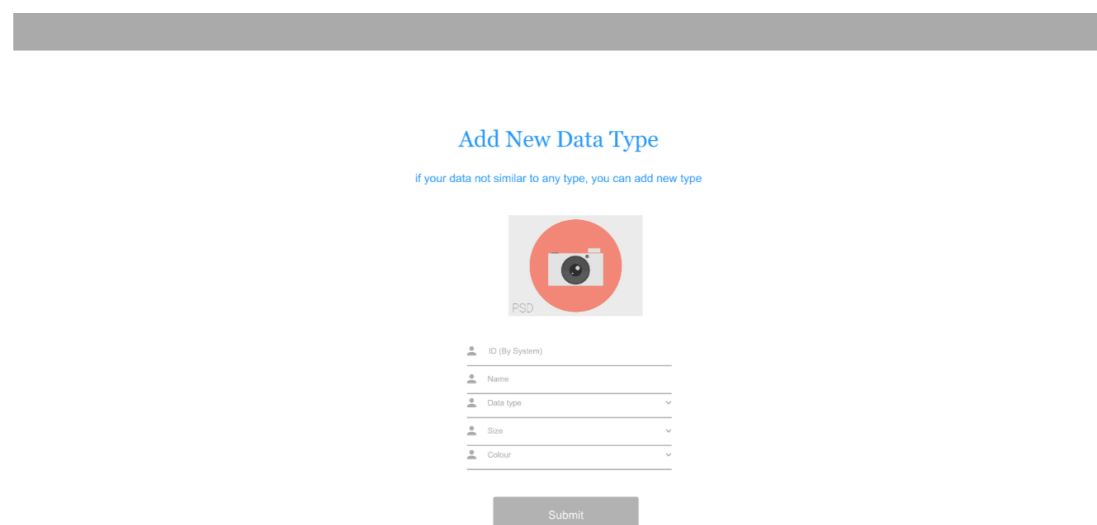 Add New Data Type
if your data not similar to any type, you can add new type
PSD
ID (By System)
Name
Data type
Size
Colour
Submit